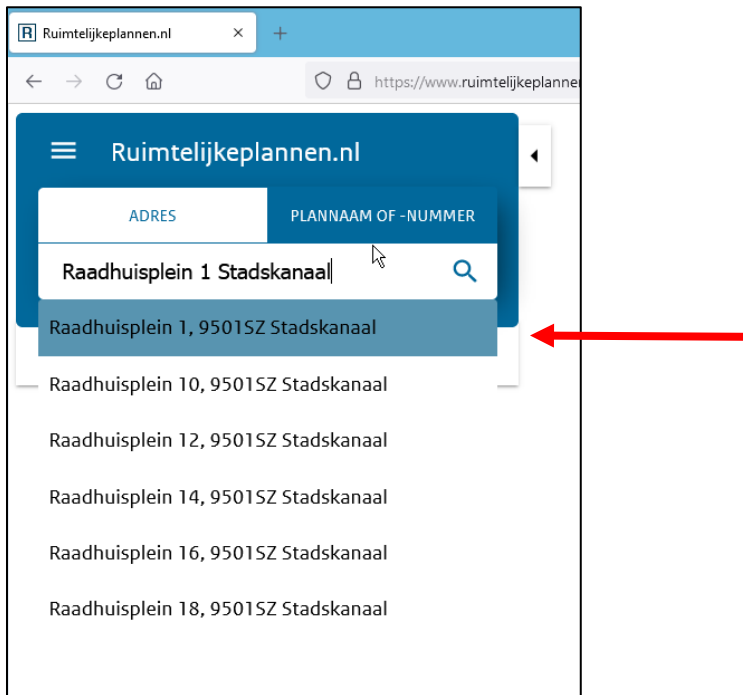 R Ruimtelijkeplannen.nl
https://www.ruimtelijkeplanne
Ruimtelijkeplannen.nl
ADRES PLANNAAM OF -NUMMER
Raadhuisplein 1 Stadskanaal
Raadhuisplein 1, 9501SZ Stadskanaal
Raadhuisplein 10, 9501SZ Stadskanaal
Raadhuisplein 12, 9501SZ Stadskanaal
Raadhuisplein 14, 9501SZ Stadskanaal
Raadhuisplein 16, 9501SZ Stadskanaal
Raadhuisplein 18, 9501SZ Stadskanaal